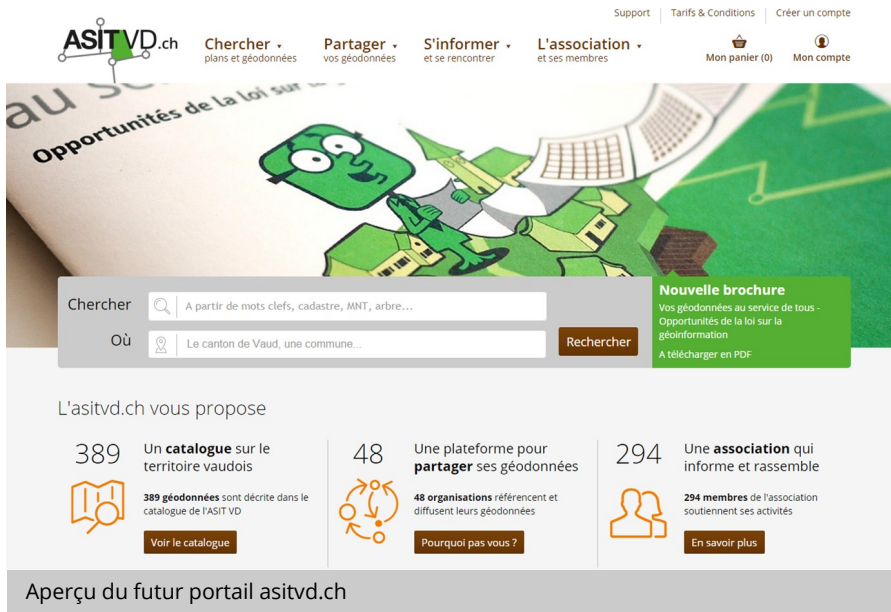 Support
Tarifs & Conditions
Créer un compte
ASIT VD.ch
Chercher
plans et géodonnées
Partager
vos géodonnées
S'informer
et se rencontrer
L'association
et ses membres
Mon panier (0)
Mon compte
au
de la loi sur la
Opportunités
Chercher
A partir de mots clefs, cadastre, MNT, arbre...
Où
Le canton de Vaud, une commune...
Rechercher
Nouvelle brochure
Vos géodonnées au service de tous -
Opportunités de la loi sur la
géoinformation
A télécharger en PDF
L'asitvd.ch vous propose
389
Un catalogue sur le
territoire vaudois
389 géodonnées sont décrite dans le
catalogue de l'ASIT VD
Voir le catalogue
48
Une plateforme pour
partager ses géodonnées
48 organisations référencent et
diffusent leurs géodonnées
Pourquoi pas vous ?
294
Une association qui
informe et rassemble
294 membres de l'association
soutiennent ses activités
En savoir plus
Aperçu du futur portail asitvd.ch